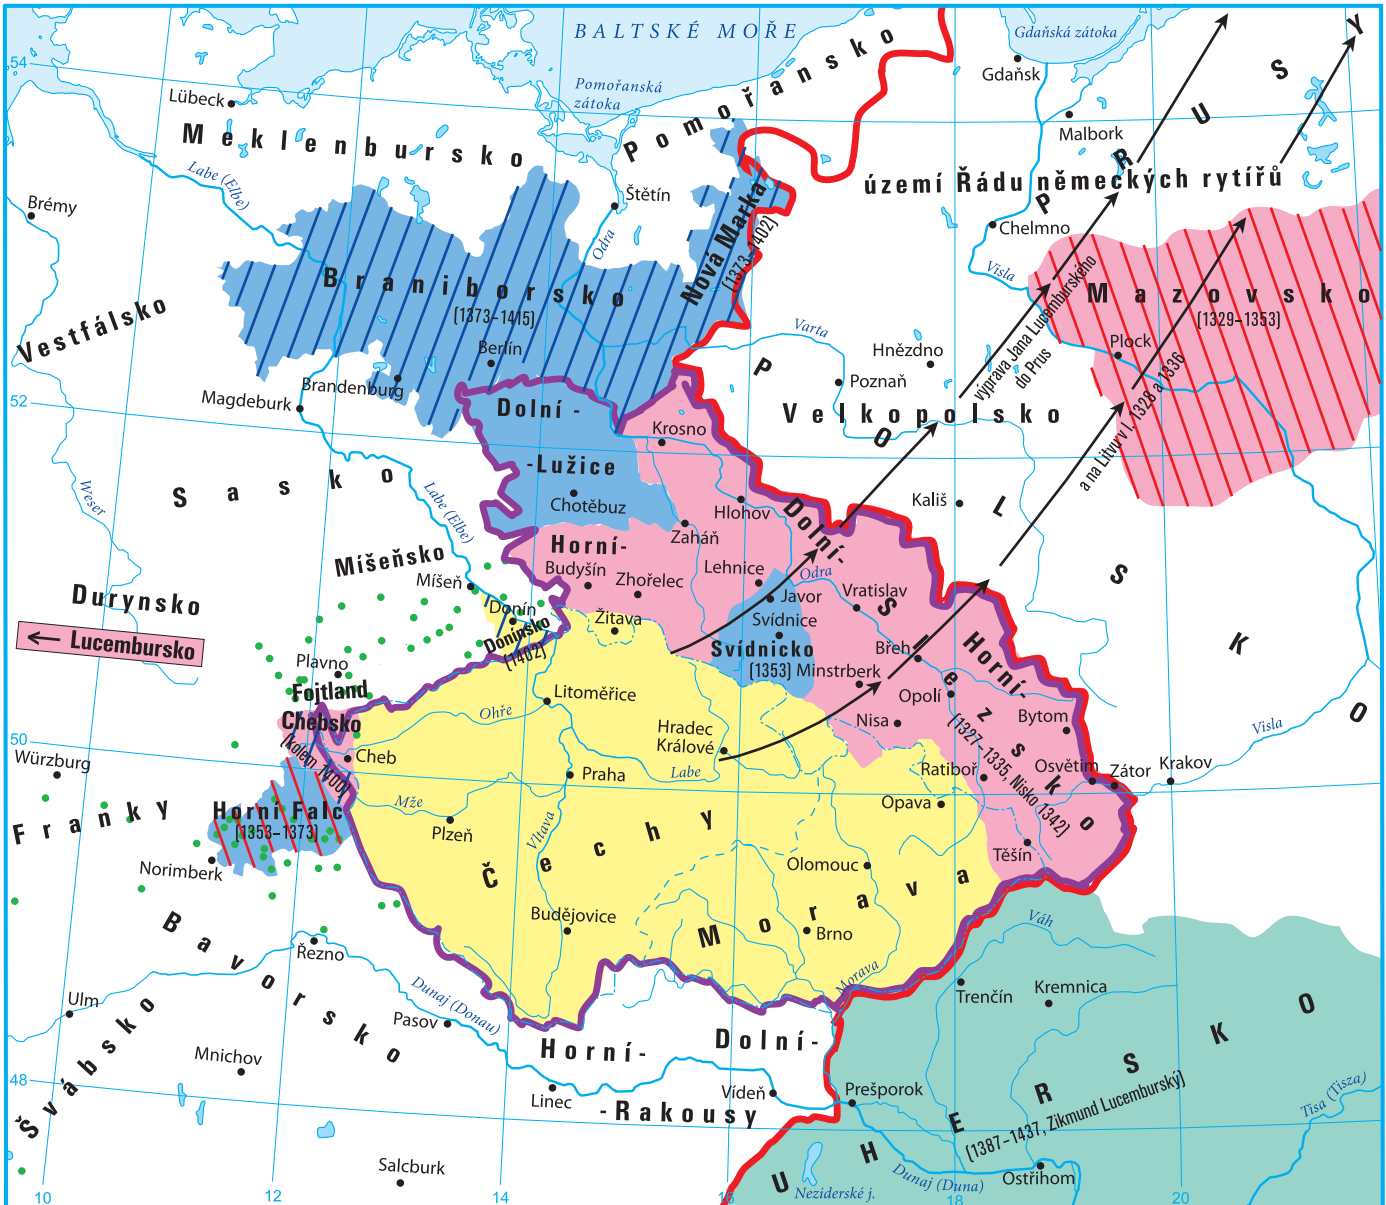 BALTSKÉ MOŘE
Gdaňská zátoka
54
Gdaňsk
Pomořanská
zátoka
Pomořansko
PRUSY
Lübeck
Malbork
Meklenbursko
Labe (Elbe)
území Řádu německých rytířů
Štětín
Brémy
Chelmno
Odra
Nová Marka
(1373–1402)
Visla
Braniborsko
(1373–1415)
Mazovsko
(1329–1353)
Vestfálsko
Varta
Berlín
Hnězdno
Plock
výprava Jana Lucemburského
do Prus
a na Litvu v l. 1328 a 1336
Poznaň
Brandenburg
52
Magdeburk
Dolní-
-Lužice
Krosno
Velkopolsko
POLSKO
Sasko
Weser
Labe (Elbe)
Chotěbuz
Hlohov
Kališ
Zaháň
Dolní-
Horní-
Míšeňsko
Budyšín
Zhořelec
Lehnice
Odra
Míšeň
Javor
Vratislav
Durynsko
Donín
Donínsko
(1402)
Žitava
Svídnice
Svídnicko
(1353)
Břeh
Horní-
Slezsko
(1327–1335, Nisko 1342)
Lucembursko
Plavno
Minstrberk
Fojtland
Litoměřice
Opolí
Chebsko
(kolem 1400)
Ohře
Hradec
Králové
Nisa
Bytom
Visla
50
Würzburg
Cheb
Praha
Labe
Ratiboř
Osvětim
Zátor
Krakov
Mže
Opava
Franky
Horní Falc
(1353–1373)
Plzeň
Vltava
Čechy
Těšín
Norimberk
Olomouc
Morava
Budějovice
Brno
Váh
Bavorsko
Řezno
Morava
Dunaj (Donau)
Trenčín
Kremnica
Ulm
Pasov
Švábsko
Horní-
Dolní-
-Rakousy
Mnichov
48
Linec
Vídeň
Prešporok
UHERSKO
(1387–1437, Zikmund Lucemburský)
Tisa (Tisza)
Salcburk
Neziderské j.
Dunaj (Duna)
Ostřihom
10
12
14
16
18
20